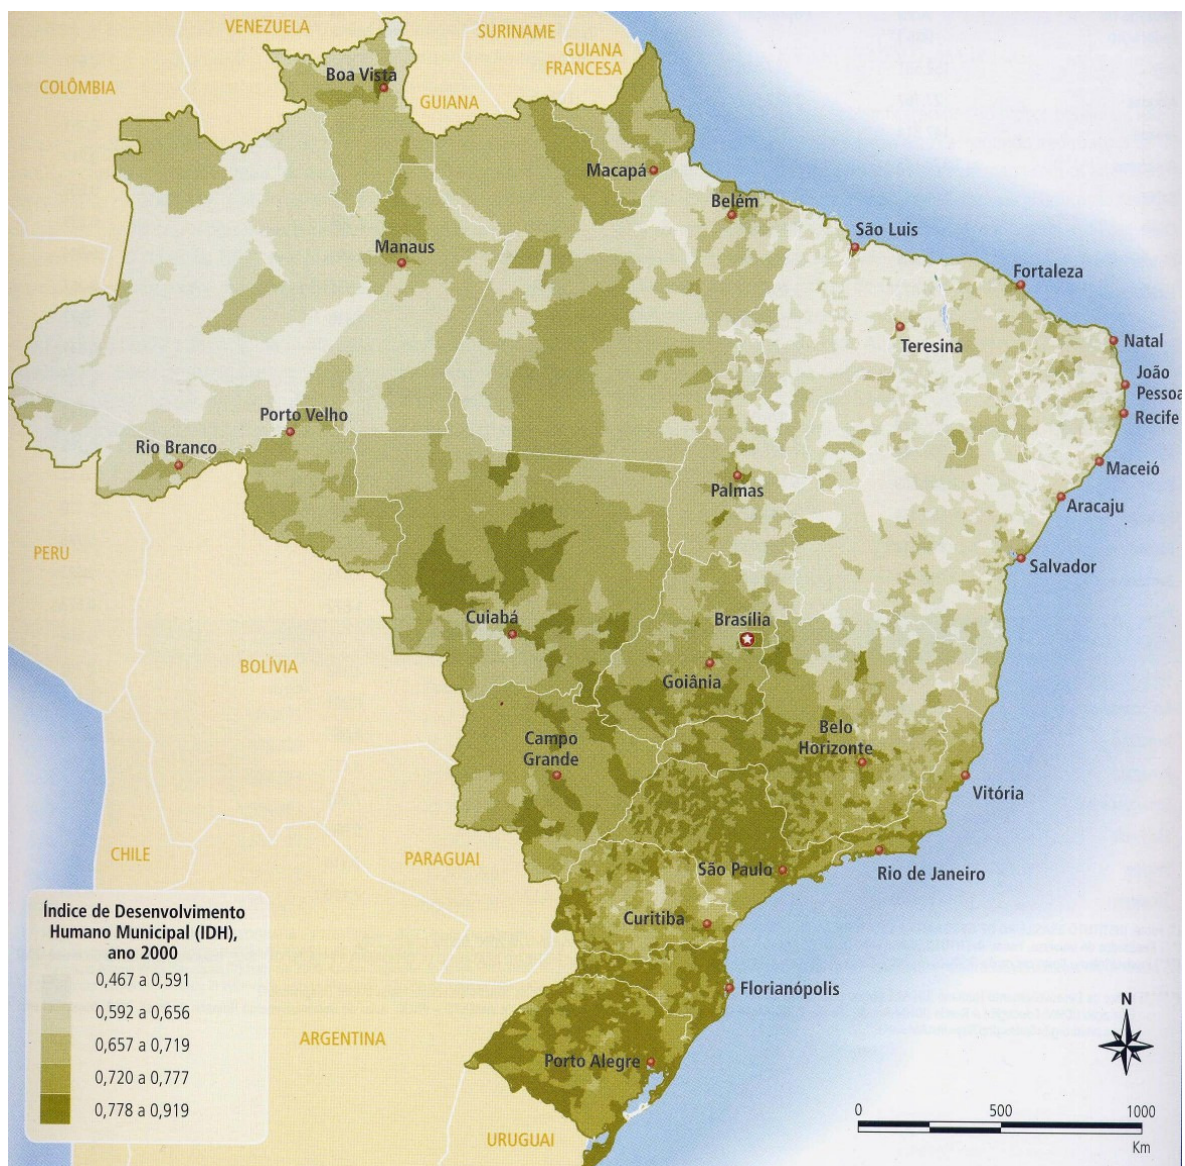 VENEZUELA
SURINAME
GUIANA
FRANCESA
COLÔMBIA
Boa Vista
GUIANA
Macapá
Belém
São Luis
Manaus
Fortaleza
Teresina
Natal
João
Pessoa
Porto Velho
Recife
Rio Branco
Maceió
Palmas
Aracaju
PERU
Salvador
Cuiabá
Brasília
BOLÍVIA
Goiânia
Belo
Horizonte
Campo
Grande
Vitória
CHILE
PARAGUAI
São Paulo
Rio de Janeiro
Curitiba
Índice de Desenvolvimento
Humano Municipal (IDH),
ano 2000
0,467 a 0,591
0,592 a 0,656
0,657 a 0,719
0,720 a 0,777
0,778 a 0,919
Florianópolis
N
ARGENTINA
Porto Alegre
URUGUAI
0 500 1000
Km